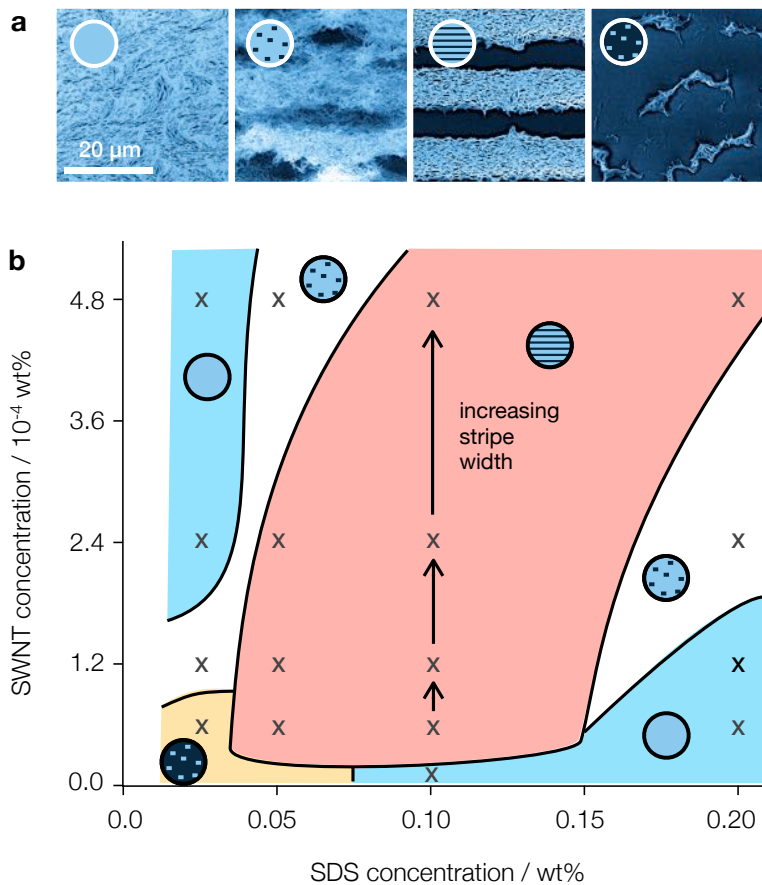 a
20 μm
b
SWNT concentration / 10⁻⁴ wt%
4.8
3.6
2.4
1.2
0.0
x x x x
x x x x
x x x x
x x x x
x
increasing
stripe
width
0.0 0.05 0.10 0.15 0.20
SDS concentration / wt%